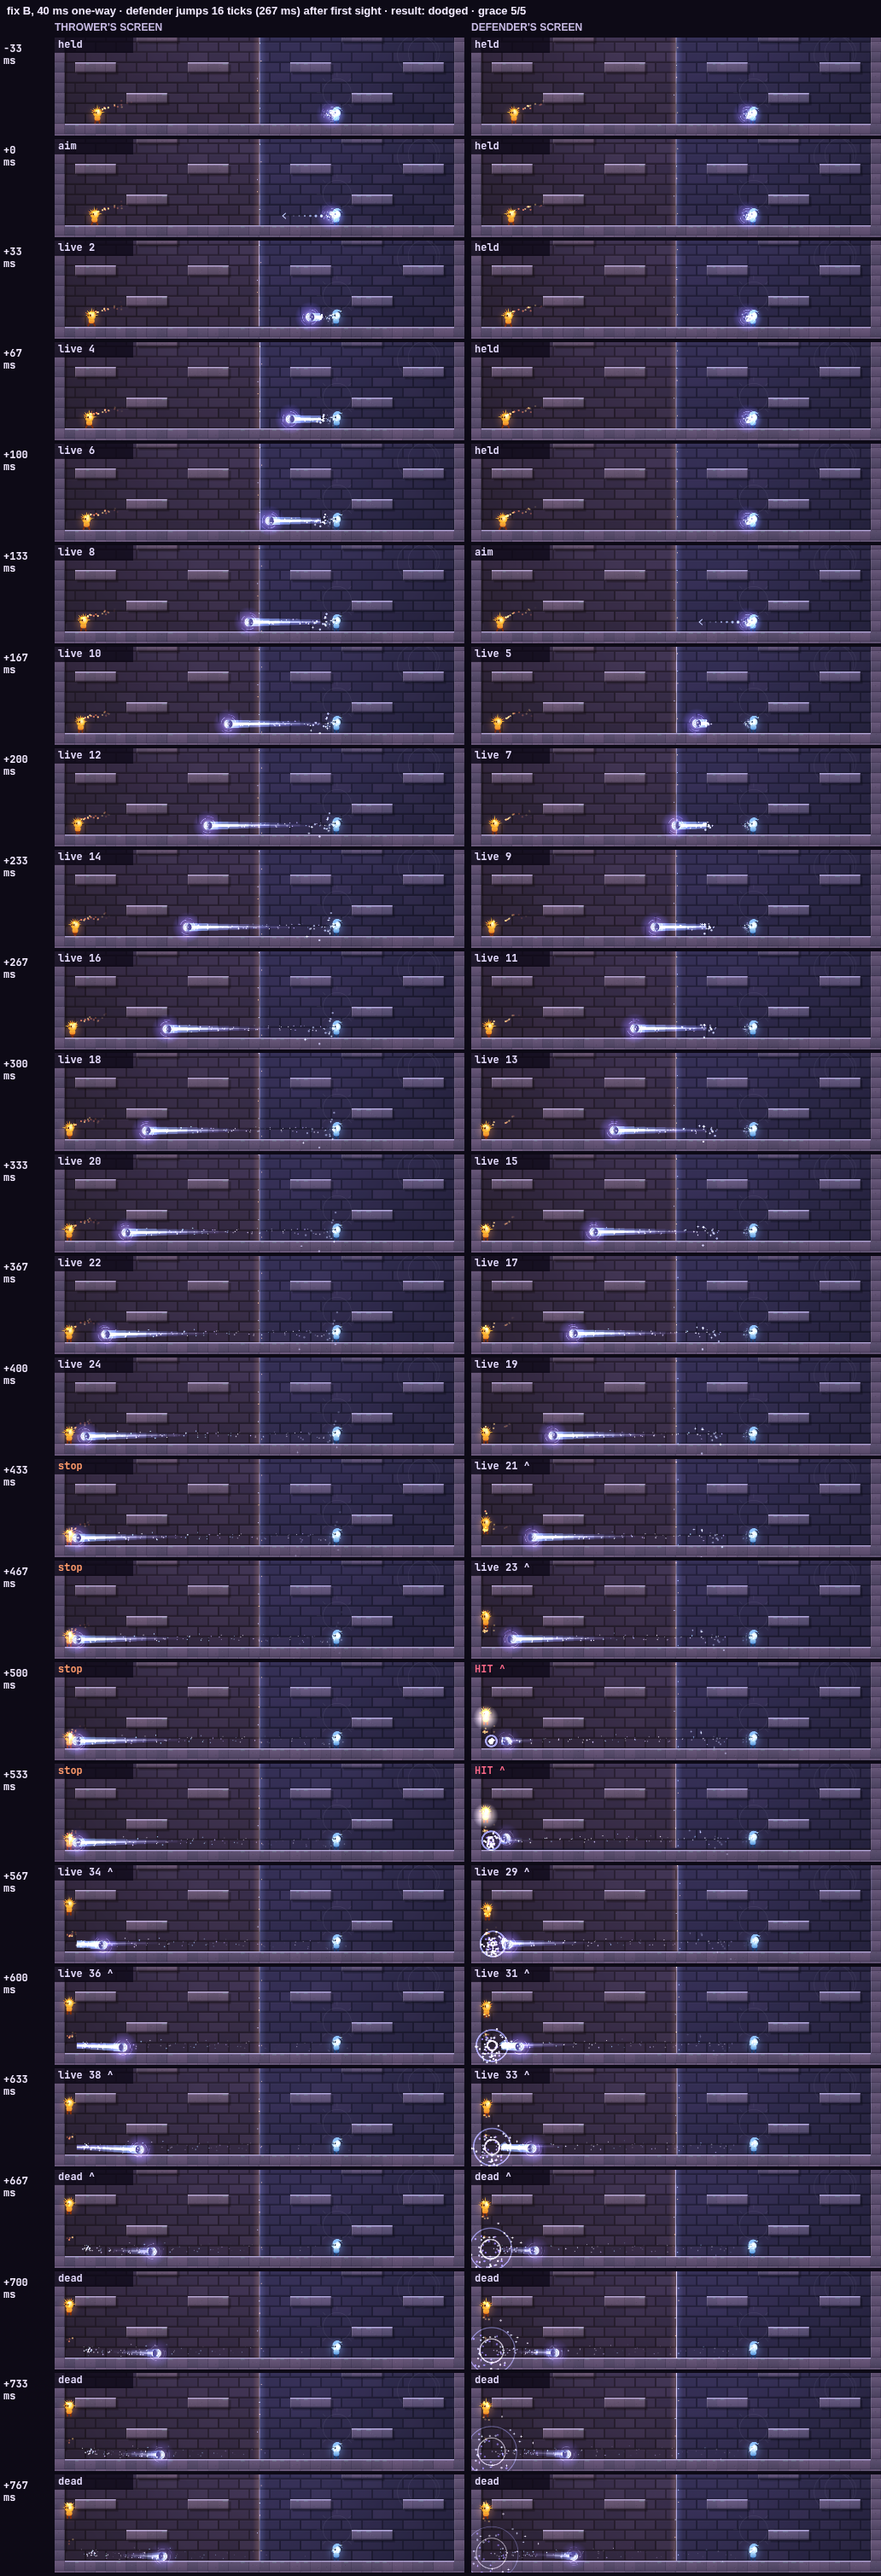 fix B, 40 ms one-way · defender jumps 16 ticks (267 ms) after first sight · result: dodged · grace 5/5
THROWER'S SCREEN DEFENDER'S SCREEN
-33 ms held held
+0 ms aim held
+33 ms live 2 held
+67 ms live 4 held
+100 ms live 6 held
+133 ms live 8 aim
+167 ms live 10 live 5
+200 ms live 12 live 7
+233 ms live 14 live 9
+267 ms live 16 live 11
+300 ms live 18 live 13
+333 ms live 20 live 15
+367 ms live 22 live 17
+400 ms live 24 live 19
+433 ms stop live 21 ^
+467 ms stop live 23 ^
+500 ms stop HIT ^
+533 ms stop HIT ^
+567 ms live 34 ^ live 29 ^
+600 ms live 36 ^ live 31 ^
+633 ms live 38 ^ live 33 ^
+667 ms dead ^ dead ^
+700 ms dead dead
+733 ms dead dead
+767 ms dead dead